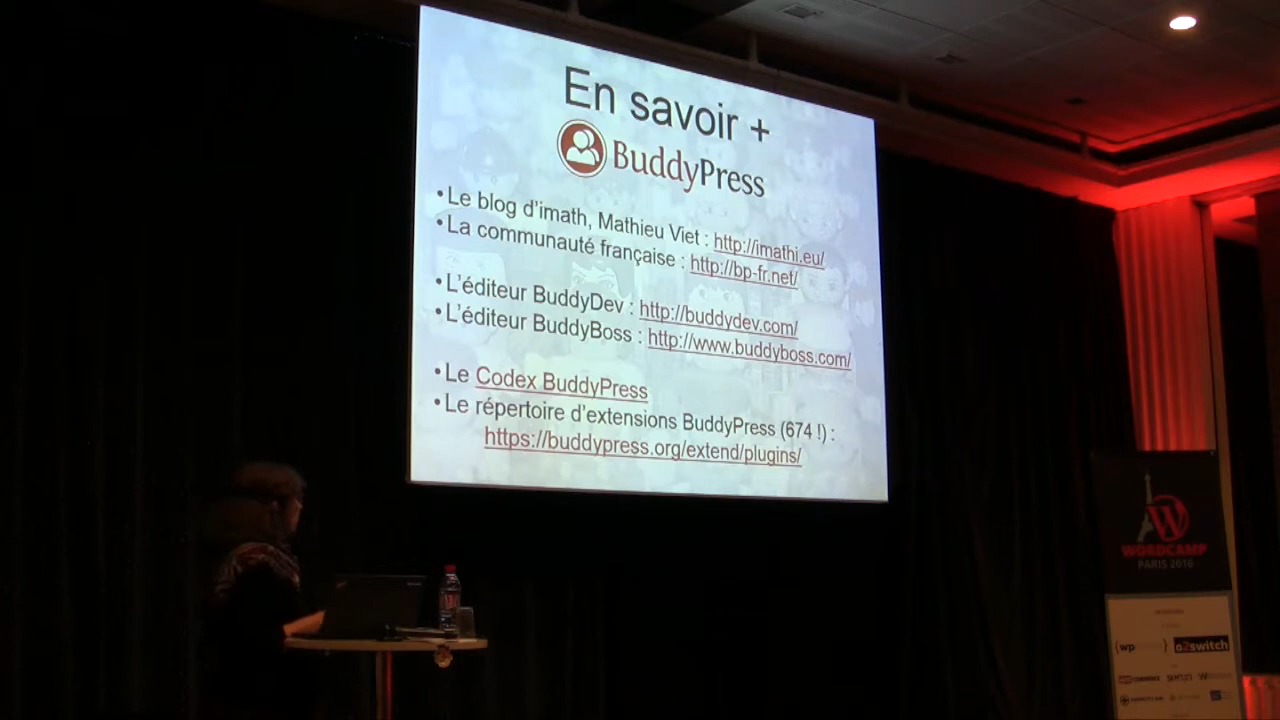 En savoir +
BuddyPress
• Le blog d'imath, Mathieu Viet : http://imathi.eu/
• La communauté française : http://bp-fr.net/
• L'éditeur BuddyDev : http://buddydev.com/
• L'éditeur BuddyBoss : http://www.buddyboss.com/
• Le Codex BuddyPress
• Le répertoire d'extensions BuddyPress (674 !) :
https://buddypress.org/extend/plugins/
WORDCAMP
PARIS 2016
o2switch